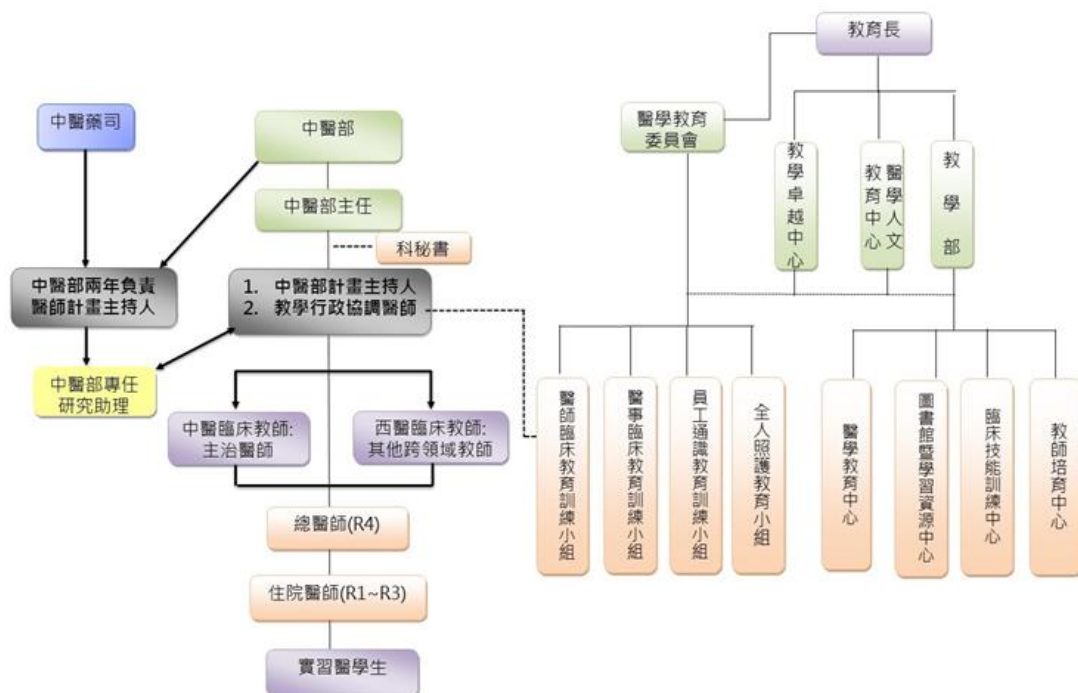 教育長
中醫藥司
中醫部
醫學教育
委員會
教學卓越中心
醫學人文
教育中心
教學部
中醫部主任
科秘書
中醫部兩年負責
醫師計畫主持人
1. 中醫部計畫主持人
2. 教學行政協調醫師
中醫部專任
研究助理
中醫臨床教師:
主治醫師
西醫臨床教師:
其他跨領域教師
醫師臨床教育訓練小組
醫事臨床教育訓練小組
員工通識教育訓練小組
全人照護教育小組
醫學教育中心
圖書館暨學習資源中心
臨床技能訓練中心
教師培育中心
總醫師(R4)
住院醫師(R1~R3)
實習醫學生